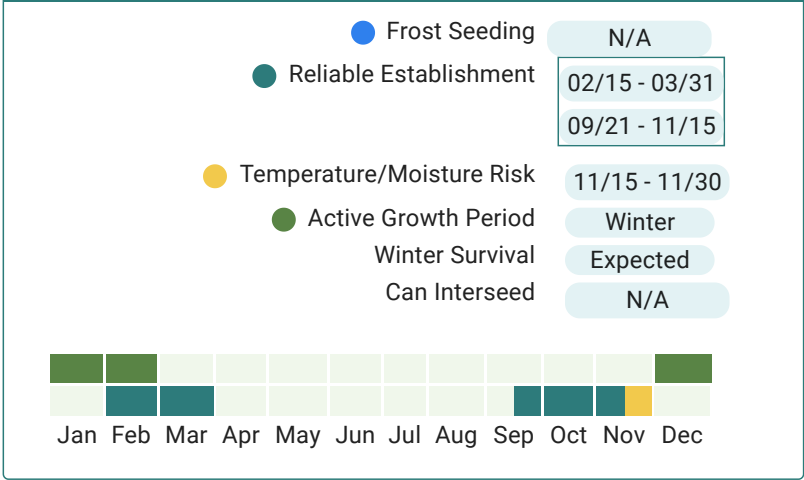 Frost Seeding N/A
Reliable Establishment 02/15 - 03/31
09/21 - 11/15
Temperature/Moisture Risk 11/15 - 11/30
Active Growth Period Winter
Winter Survival Expected
Can Interseed N/A
Jan Feb Mar Apr May Jun Jul Aug Sep Oct Nov Dec